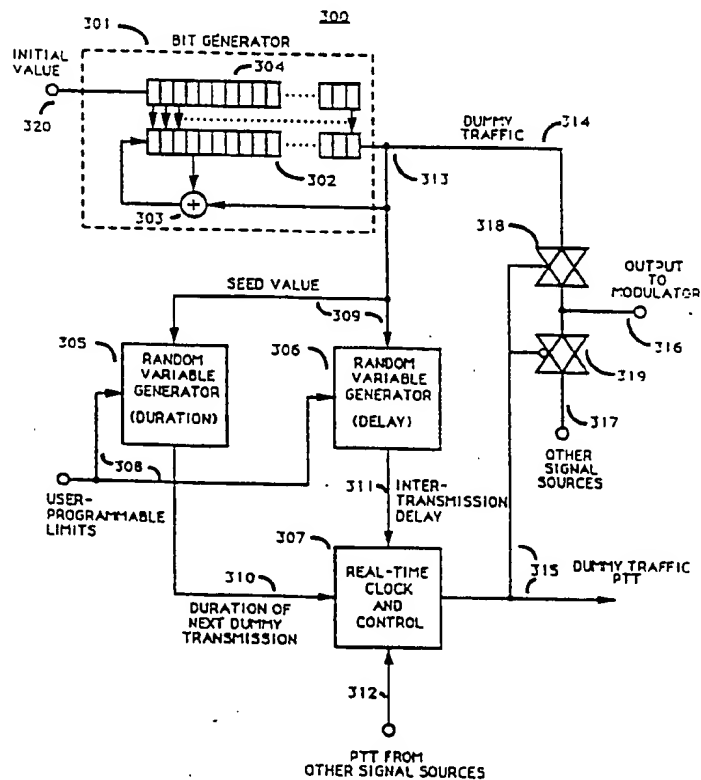 300
301
BIT GENERATOR
INITIAL
VALUE
304
320
302
303
313
DUMMY
TRAFFIC
314
318
OUTPUT
TO
MODULATOR
316
319
317
OTHER
SIGNAL
SOURCES
SEED VALUE
309
305
RANDOM
VARIABLE
GENERATOR
(DURATION)
306
RANDOM
VARIABLE
GENERATOR
(DELAY)
308
USER-
PROGRAMMABLE
LIMITS
311
INTER-
TRANSMISSION
DELAY
307
REAL-TIME
CLOCK
AND
CONTROL
310
DURATION OF
NEXT DUMMY
TRANSMISSION
315
DUMMY TRAFFIC
PTT
312
PTT FROM
OTHER SIGNAL SOURCES